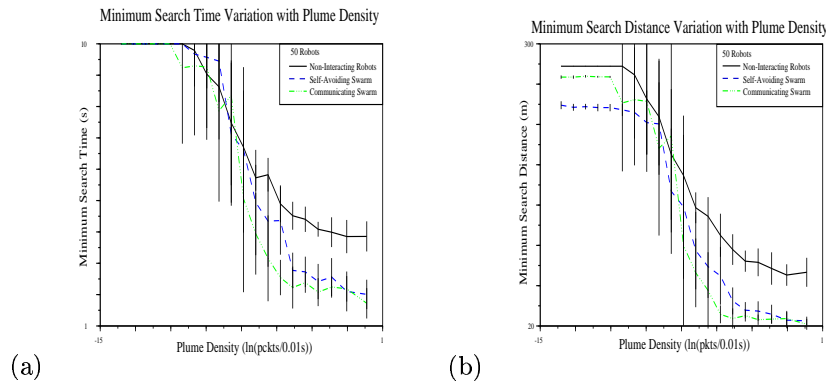 Minimum Search Time Variation with Plume Density
10
50 Robots
Non-Interacting Robots
Self-Avoiding Swarm
Communicating Swarm
Minimum Search Time (s)
1
-15
1
Plume Density (ln(pckts/0.01s))
(a)
Minimum Search Distance Variation with Plume Density
300
50 Robots
Non-Interacting Robots
Self-Avoiding Swarm
Communicating Swarm
Minimum Search Distance (m)
20
-15
1
Plume Density (ln(pkts/0.01s))
(b)